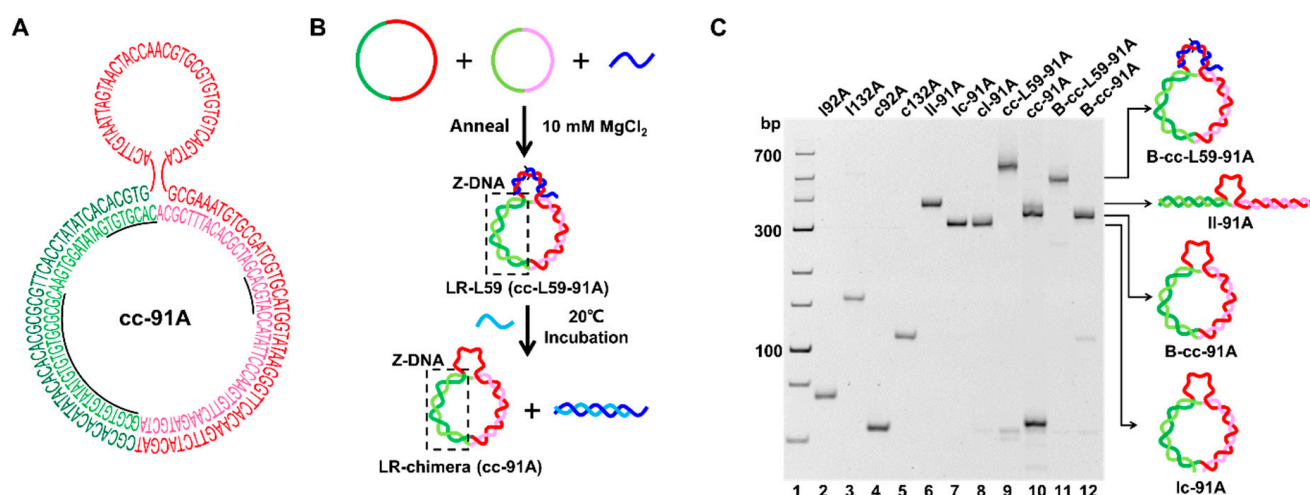 A
cc-91A
B
+
+
Anneal
10 mM MgCl2
Z-DNA
LR-L59 (cc-L59-91A)
20℃
Incubation
Z-DNA
+
LR-chimera (cc-91A)
C
l92A
l132A
c92A
c132A
ll-91A
lc-91A
cl-91A
cc-L59-91A
cc-91A
B-cc-L59-91A
B-cc-91A
bp
700
300
100
1 2 3 4 5 6 7 8 9 10 11 12
B-cc-L59-91A
ll-91A
B-cc-91A
lc-91A